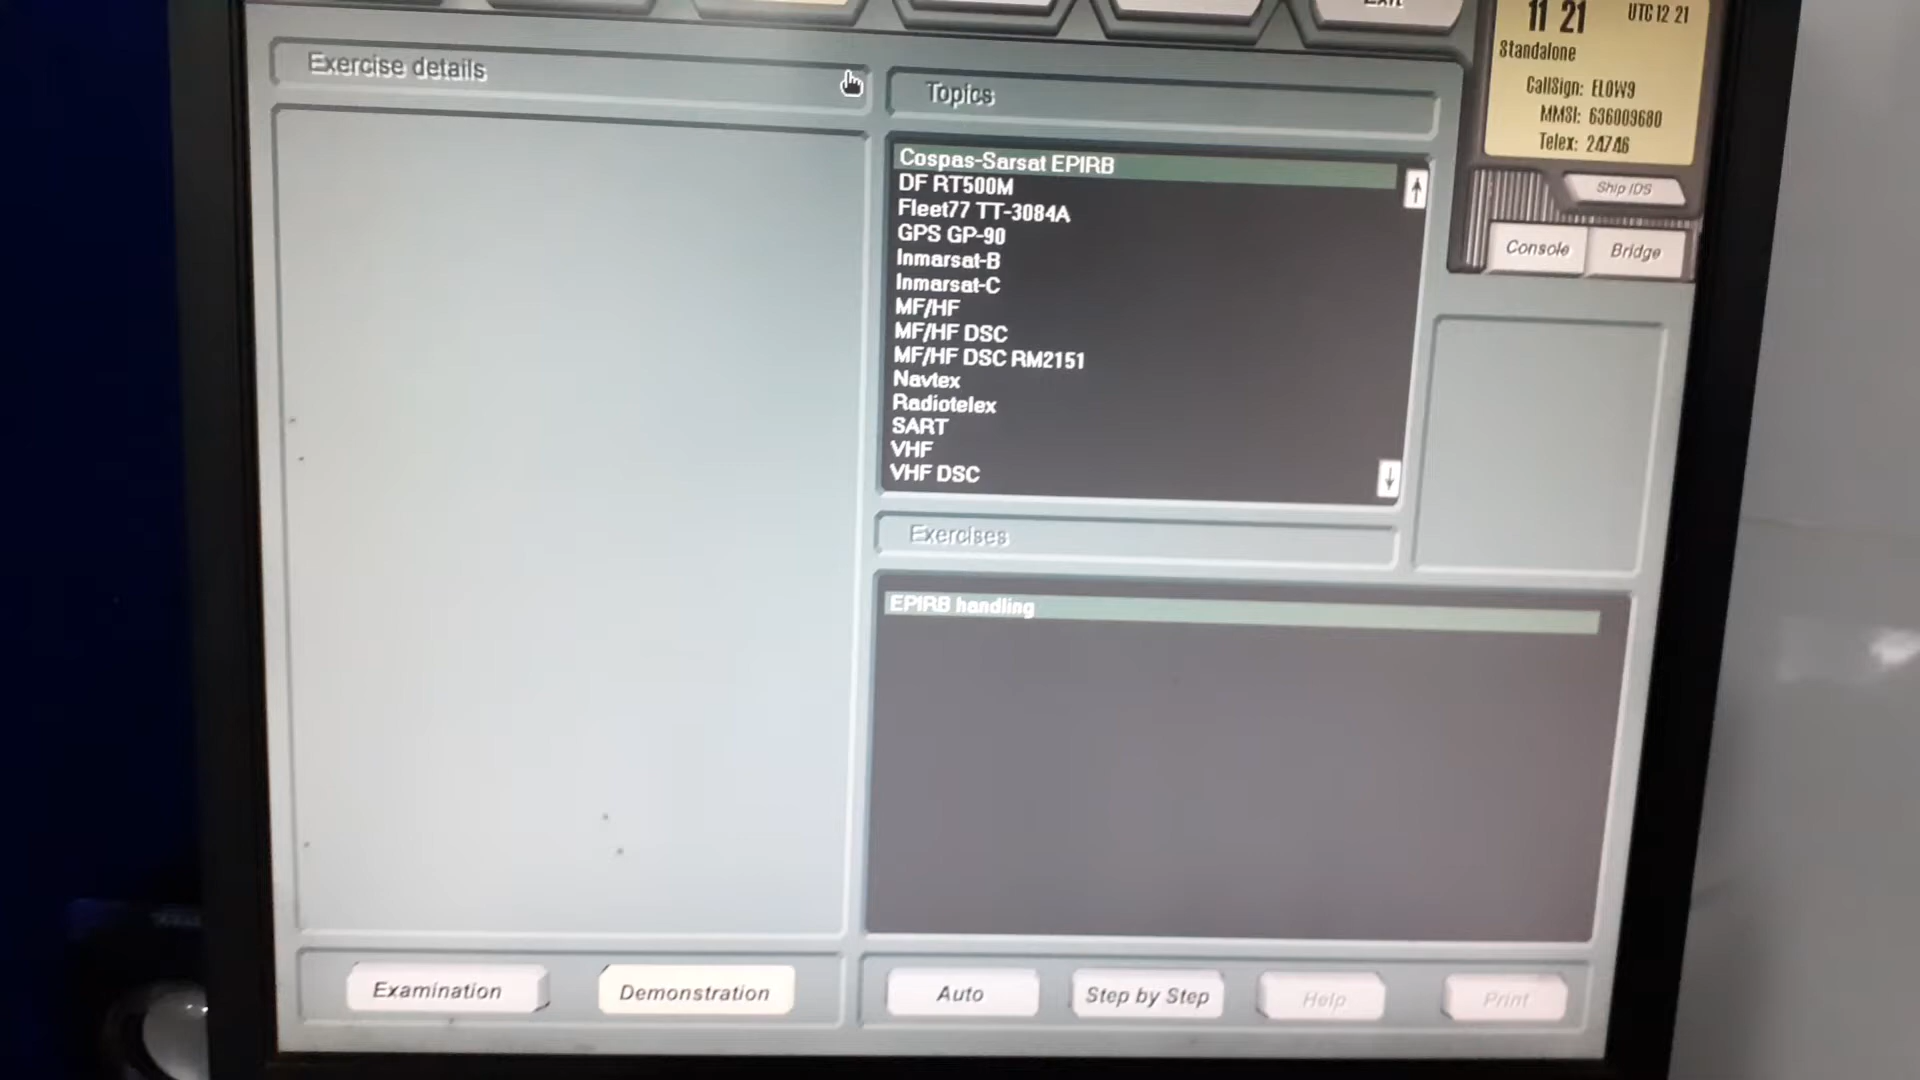 EXIT
11 21 UTC 12 21
Standalone
CallSign: ELOW9
MMSI: 636009680
Telex: 24746
Ship IDS
Console Bridge
Exercise details
Topics
Cospas-Sarsat EPIRB
DF RT500M
Fleet77 TT-3084A
GPS GP-90
Inmarsat-B
Inmarsat-C
MF/HF
MF/HF DSC
MF/HF DSC RM2151
Navtex
Radiotelex
SART
VHF
VHF DSC
Exercises
EPIRB handling
Examination Demonstration Auto Step by Step Help Print